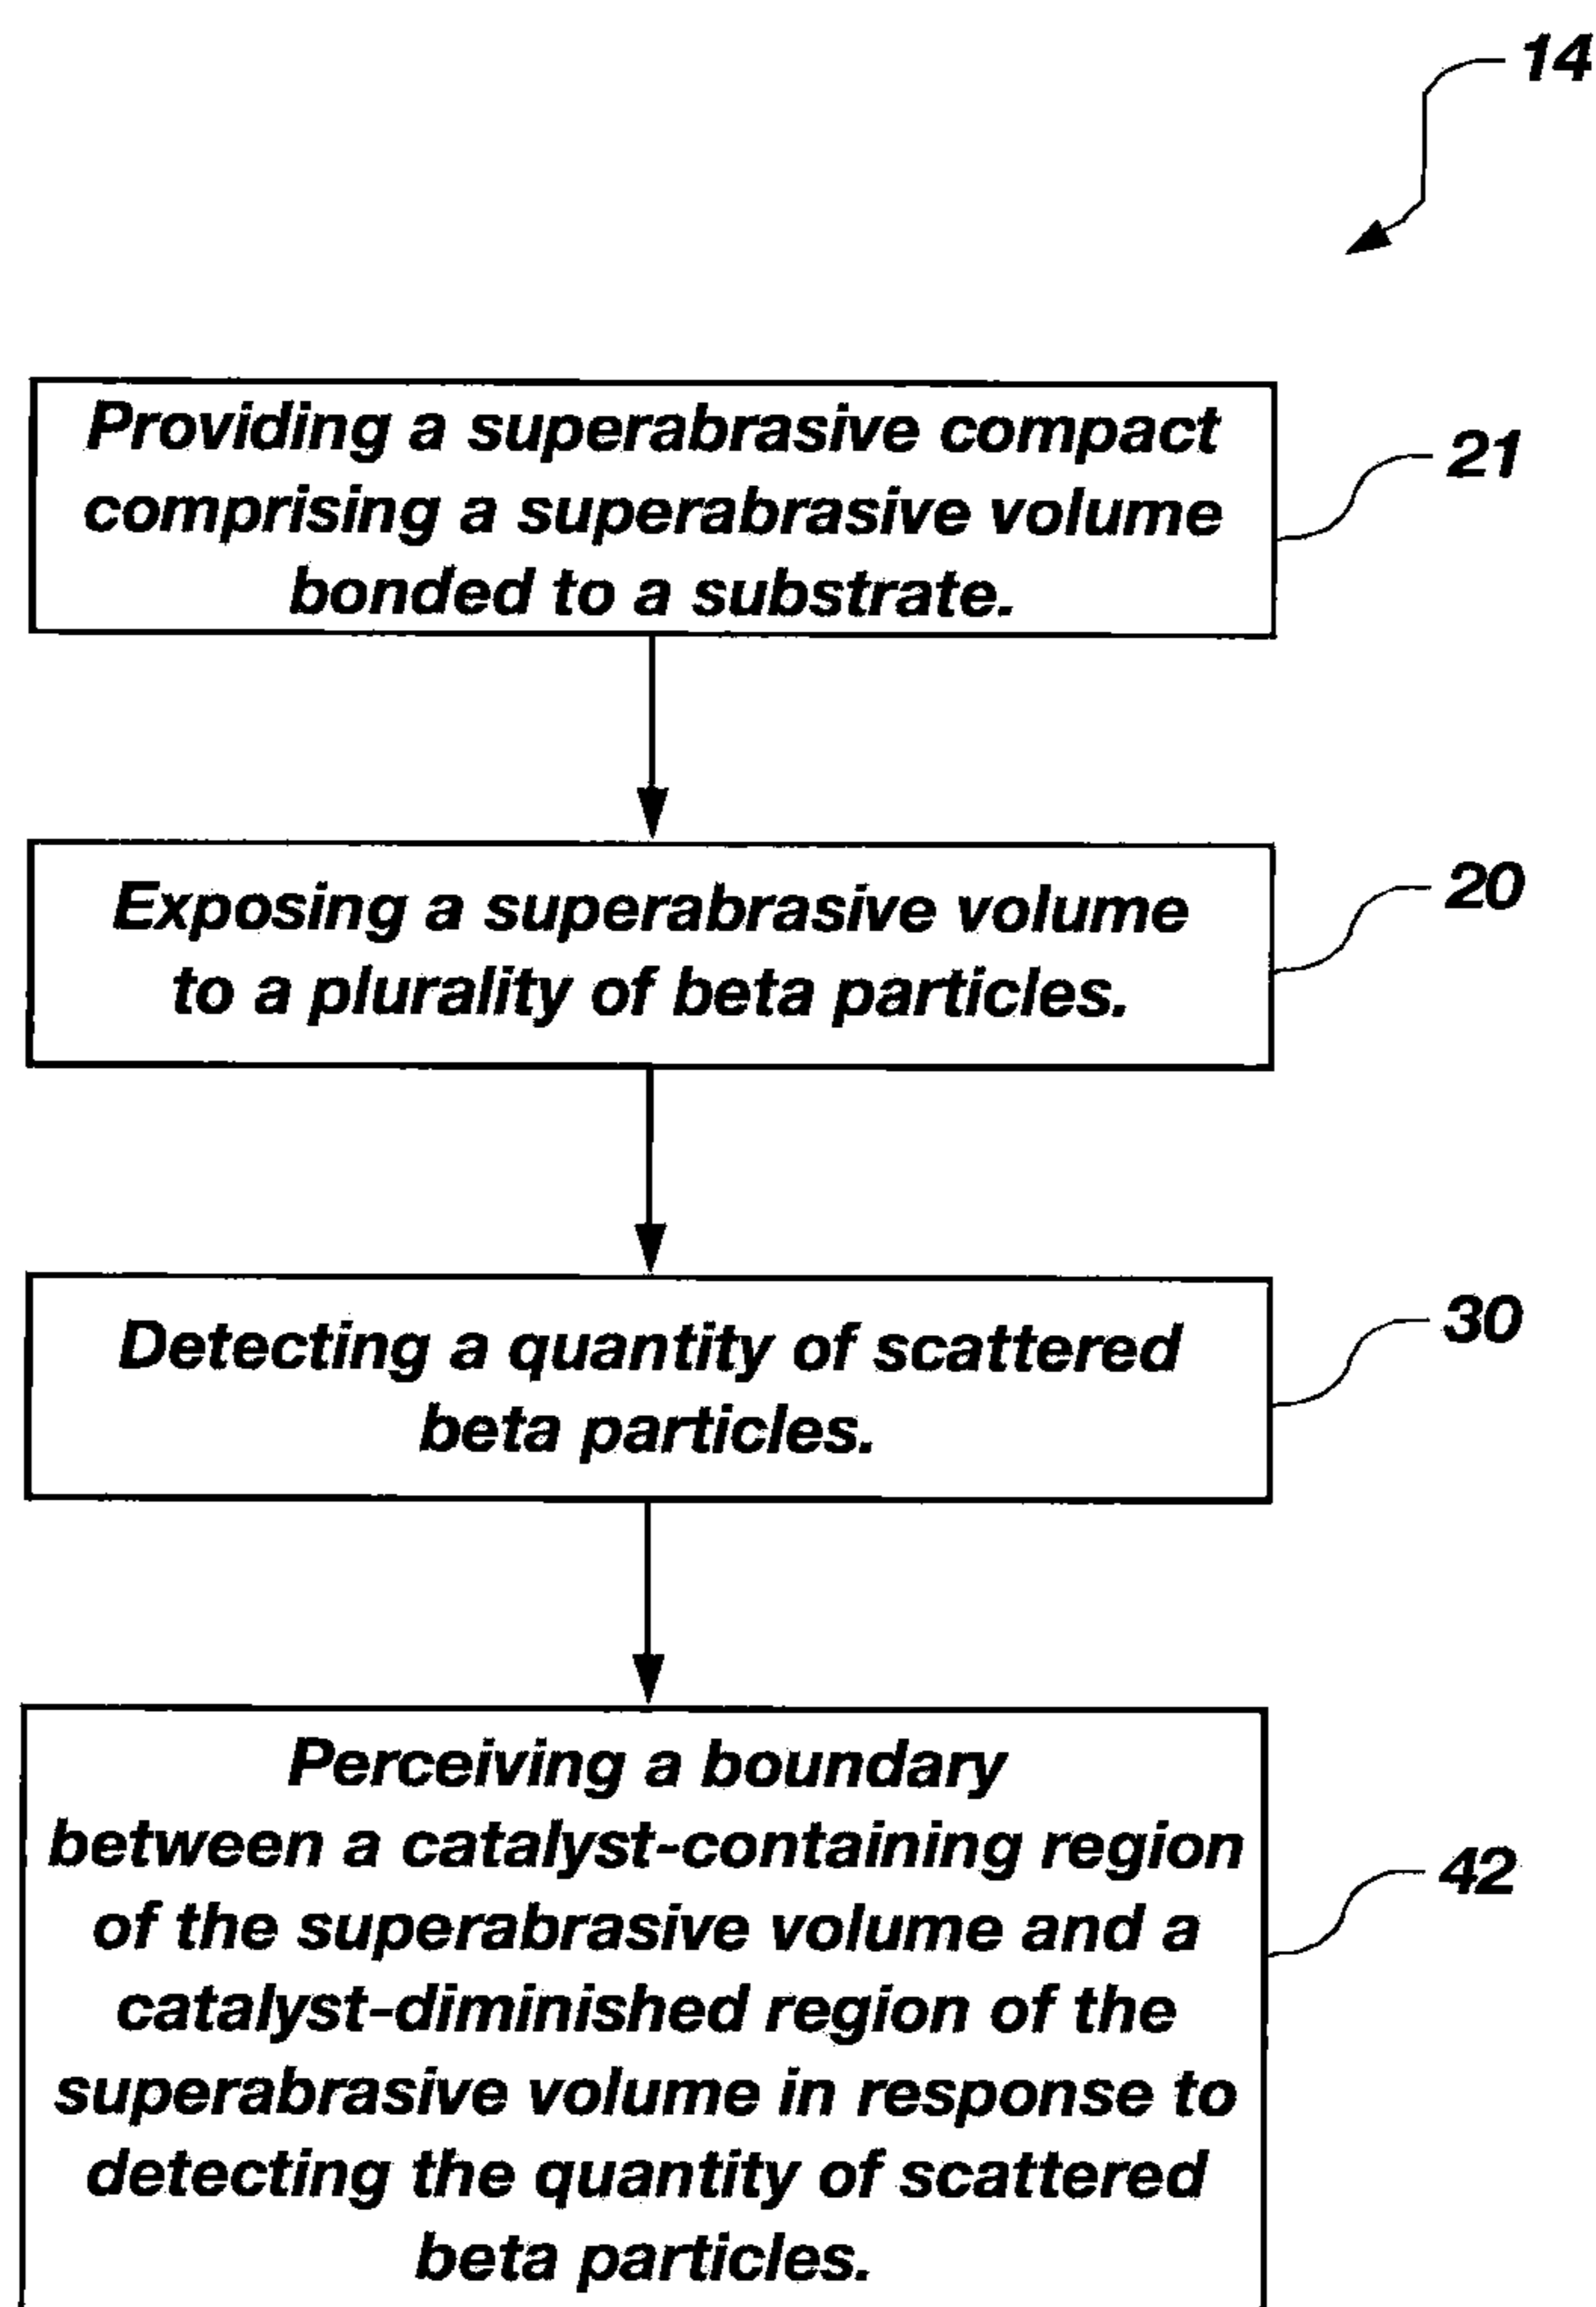 14
Providing a superabrasive compact
comprising a superabrasive volume
bonded to a substrate.
21
Exposing a superabrasive volume
to a plurality of beta particles.
20
Detecting a quantity of scattered
beta particles.
30
Perceiving a boundary
between a catalyst-containing region
of the superabrasive volume and a
catalyst-diminished region of the
superabrasive volume in response to
detecting the quantity of scattered
beta particles.
42